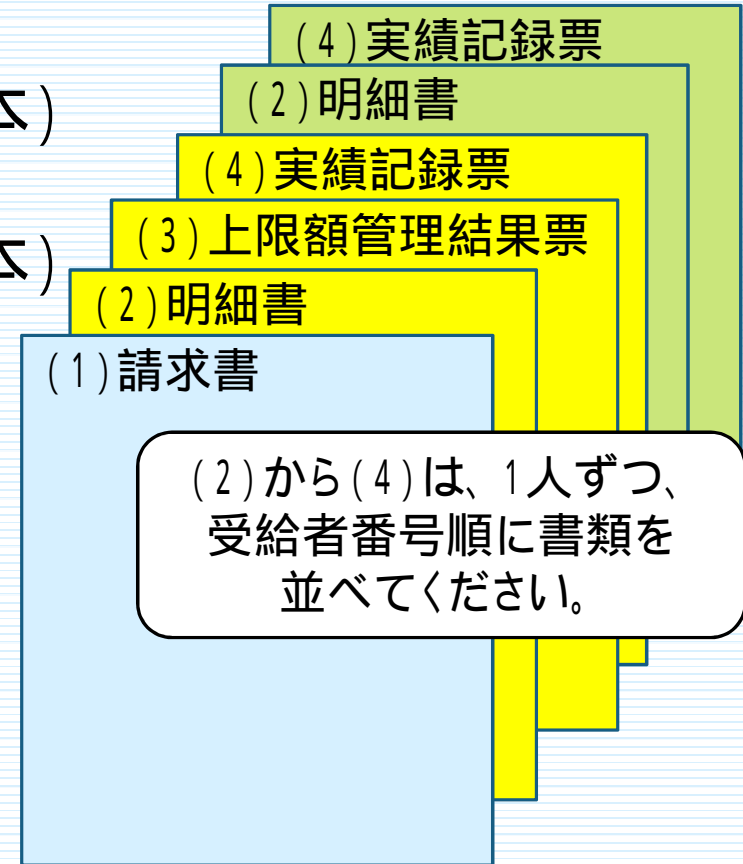 (4)実績記録票
(2)明細書
本)
(4)実績記録票
(3)上限額管理結果票
本)
(2)明細書
(1)請求書
(2)から(4)は、1人ずつ、
受給者番号順に書類を
並べてください。